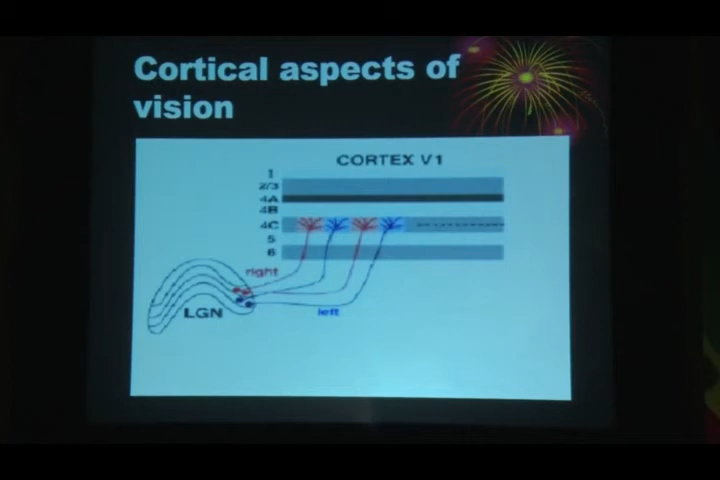 Cortical aspects of
vision
CORTEX V1
1
2/3
4A
4B
4C
5
6
right
LGN
left